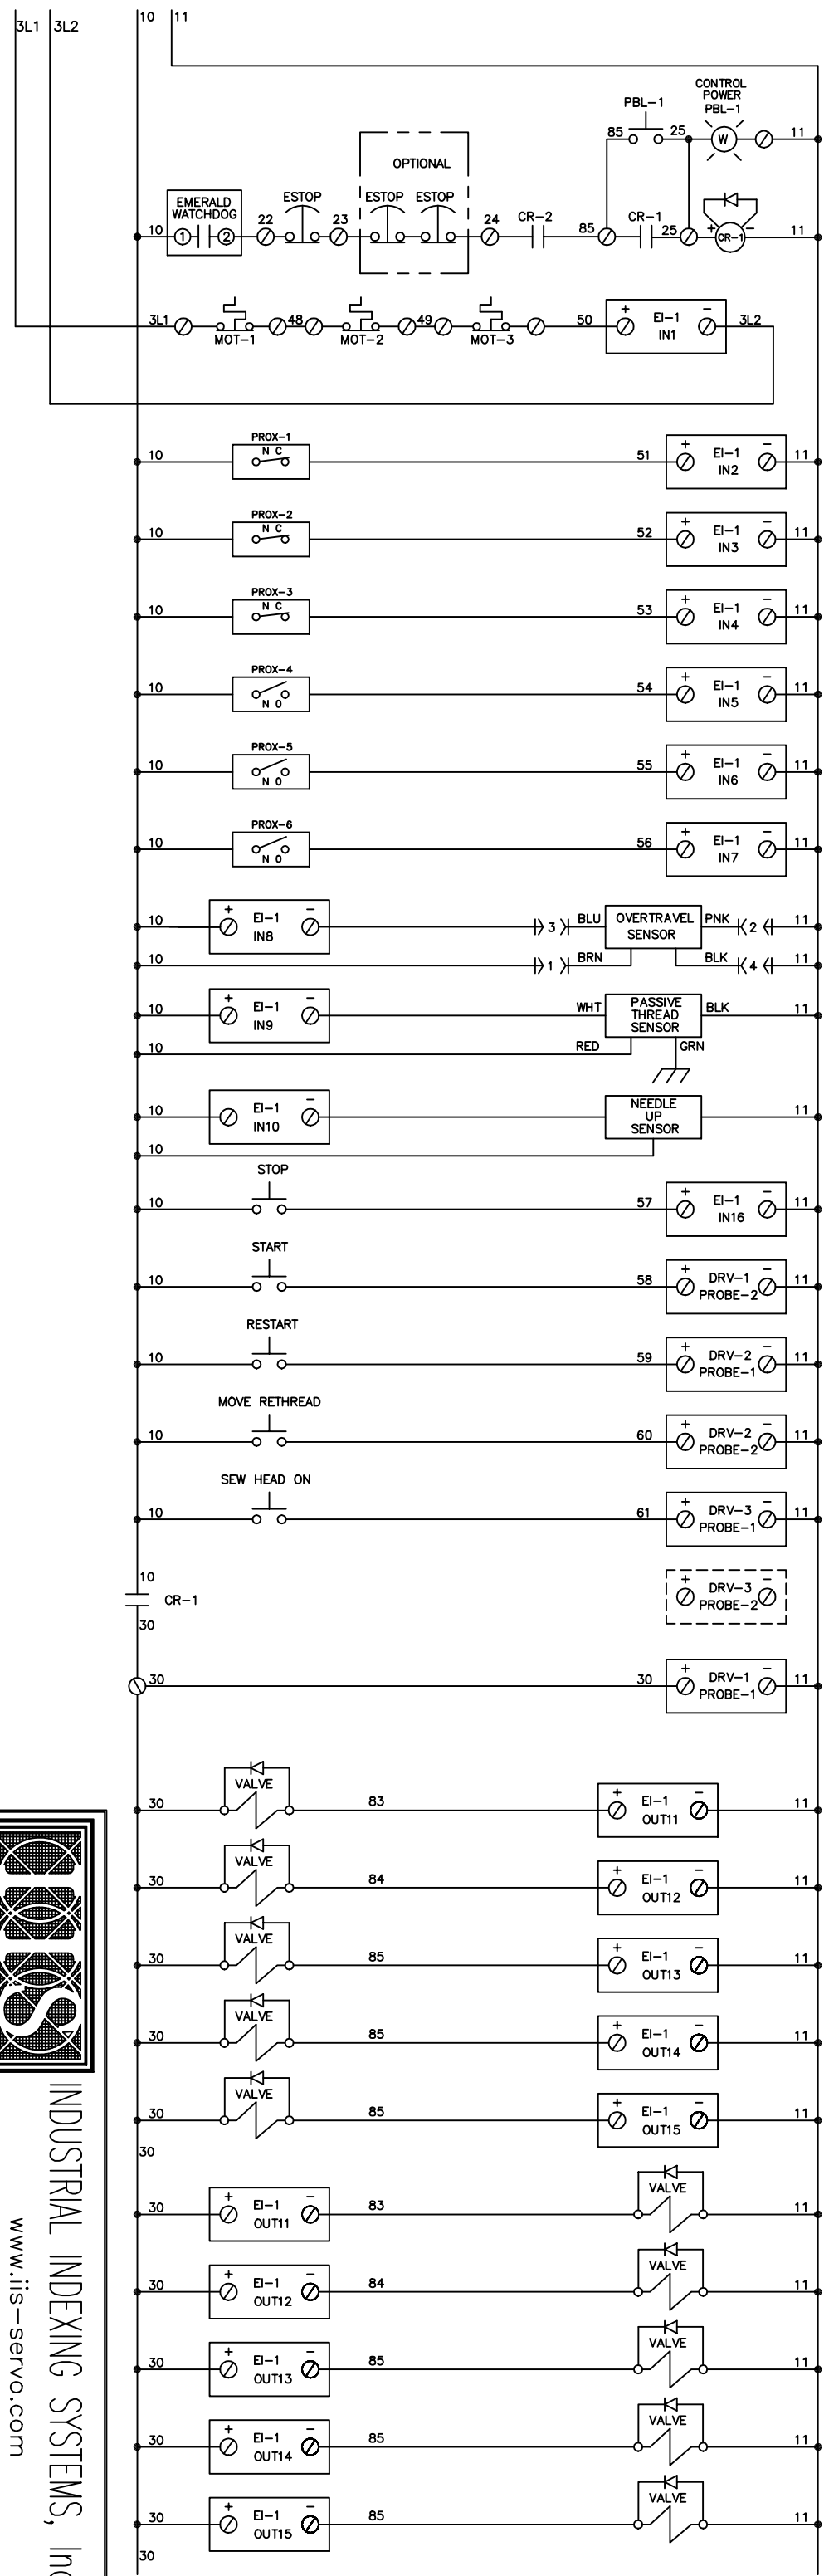 3L1 3L2 10 11
CONTROL
POWER
PBL-1
PBL-1
85 25 W 11
OPTIONAL
EMERALD
WATCHDOG
ESTOP ESTOP ESTOP
10 1 2 22 23 24 CR-2 85 CR-1 25 + CR-1 - 11
3L1 48 49 50 + EI-1 - 3L2
IN1
MOT-1 MOT-2 MOT-3
PROX-1
N C
10 51 + EI-1 - 11
IN2
PROX-2
N C
10 52 + EI-1 - 11
IN3
PROX-3
N C
10 53 + EI-1 - 11
IN4
PROX-4
10 54 + EI-1 - 11
N O IN5
PROX-5
10 55 + EI-1 - 11
N O IN6
PROX-6
10 56 + EI-1 - 11
N O IN7
10 + EI-1 - 3 BLU OVERTRAVEL PNK 2 11
IN8 SENSOR
10 1 BRN BLK 4 11
10 + EI-1 - WHT PASSIVE BLK 11
IN9 THREAD
SENSOR
10 RED GRN
10 + EI-1 - NEEDLE 11
IN10 UP
SENSOR
10
STOP
10 57 + EI-1 - 11
IN16
START
10 58 + DRV-1 - 11
PROBE-2
RESTART
10 59 + DRV-2 - 11
PROBE-1
MOVE RETHREAD
10 60 + DRV-2 - 11
PROBE-2
SEW HEAD ON
10 61 + DRV-3 - 11
PROBE-1
10
CR-1 + DRV-3 -
PROBE-2
30
30 30 + DRV-1 - 11
PROBE-1
VALVE
30 83 + EI-1 - 11
OUT11
VALVE
30 84 + EI-1 - 11
OUT12
VALVE
30 85 + EI-1 - 11
OUT13
VALVE
30 85 + EI-1 - 11
OUT14
VALVE
30 85 + EI-1 - 11
OUT15
30
VALVE
30 + EI-1 - 83 11
OUT11
VALVE
30 + EI-1 - 84 11
OUT12
VALVE
30 + EI-1 - 85 11
OUT13
VALVE
30 + EI-1 - 85 11
OUT14
VALVE
30 + EI-1 - 85 11
OUT15
30
IIS
INDUSTRIAL INDEXING SYSTEMS, Inc
www.iis-servo.com